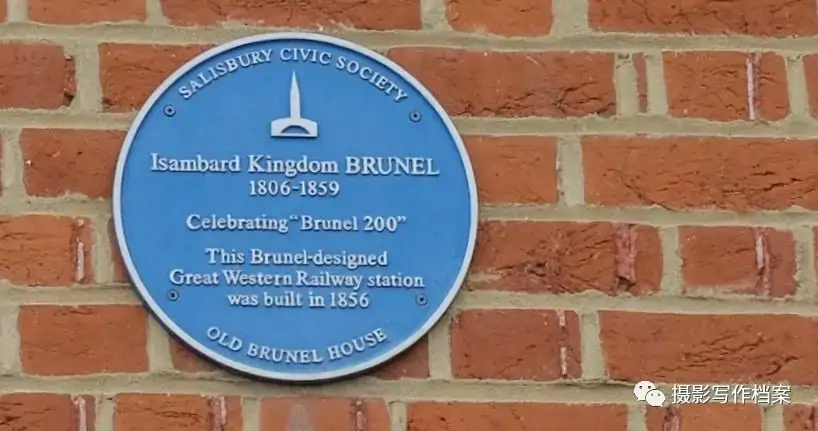 SALISBURY CIVIC SOCIETY
Isambard Kingdom BRUNEL
1806-1859
Celebrating "Brunel 200"
This Brunel-designed
Great Western Railway station
was built in 1856
OLD BRUNEL HOUSE
摄影写作档案